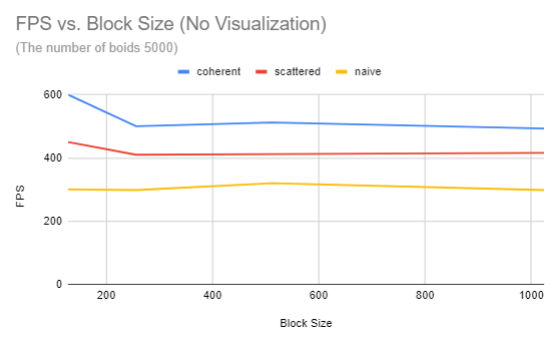 FPS vs. Block Size (No Visualization)
(The number of boids 5000)
coherent scattered naive
600
400
200
0
FPS
200 400 600 800 1000
Block Size